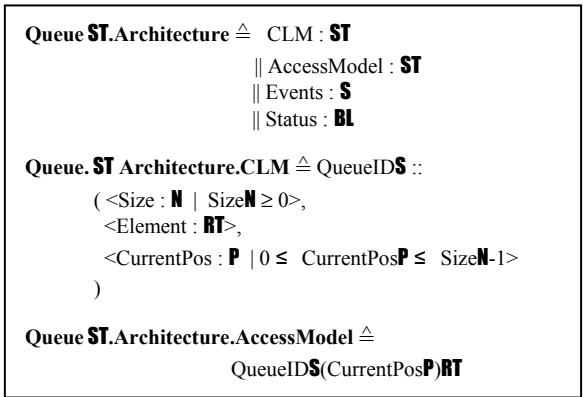 Queue ST.Architecture ≙ CLM : ST
|| AccessModel : ST
|| Events : S
|| Status : BL
Queue. ST Architecture.CLM ≙ QueueIDS ::
( <Size : N | SizeN ≥ 0>,
<Element : RT>,
<CurrentPos : P | 0 ≤ CurrentPosP ≤ SizeN-1>
)
Queue ST.Architecture.AccessModel ≙
QueueIDS(CurrentPosP)RT